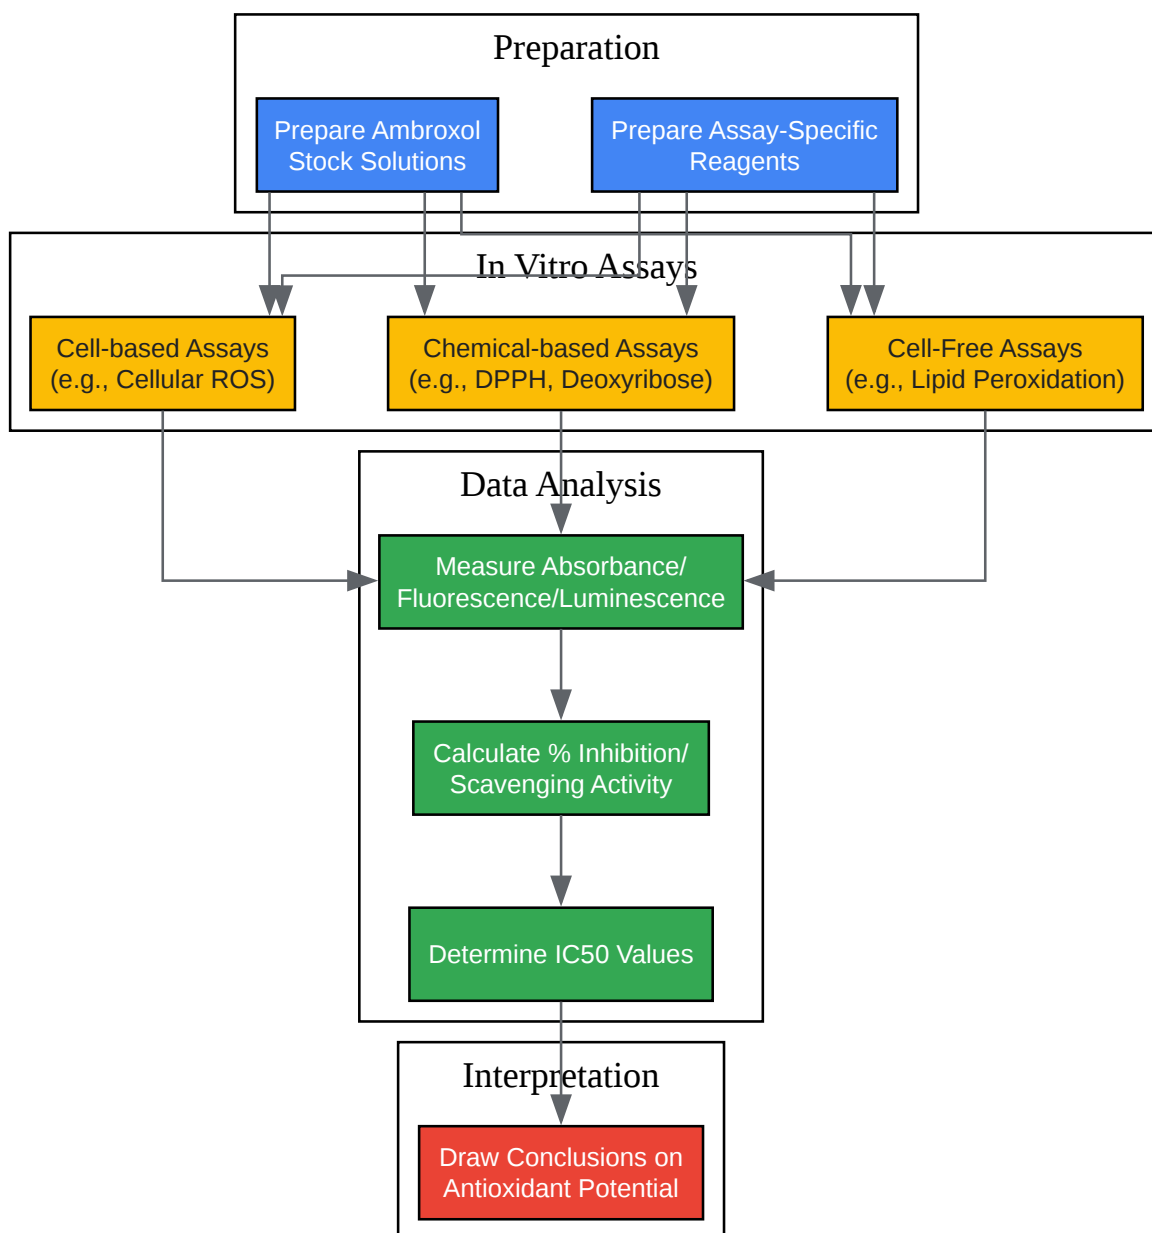 Preparation
Prepare Ambroxol
Stock Solutions
Prepare Assay-Specific
Reagents
In Vitro Assays
Cell-based Assays
(e.g., Cellular ROS)
Chemical-based Assays
(e.g., DPPH, Deoxyribose)
Cell-Free Assays
(e.g., Lipid Peroxidation)
Data Analysis
Measure Absorbance/
Fluorescence/Luminescence
Calculate % Inhibition/
Scavenging Activity
Determine IC50 Values
Interpretation
Draw Conclusions on
Antioxidant Potential